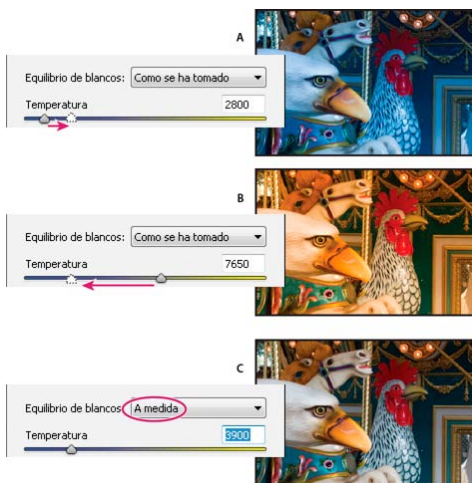 A
Equilibrio de blancos: Como se ha tomado
Temperatura 2800
B
Equilibrio de blancos: Como se ha tomado
Temperatura 7650
C
Equilibrio de blancos: A medida
Temperatura 3900